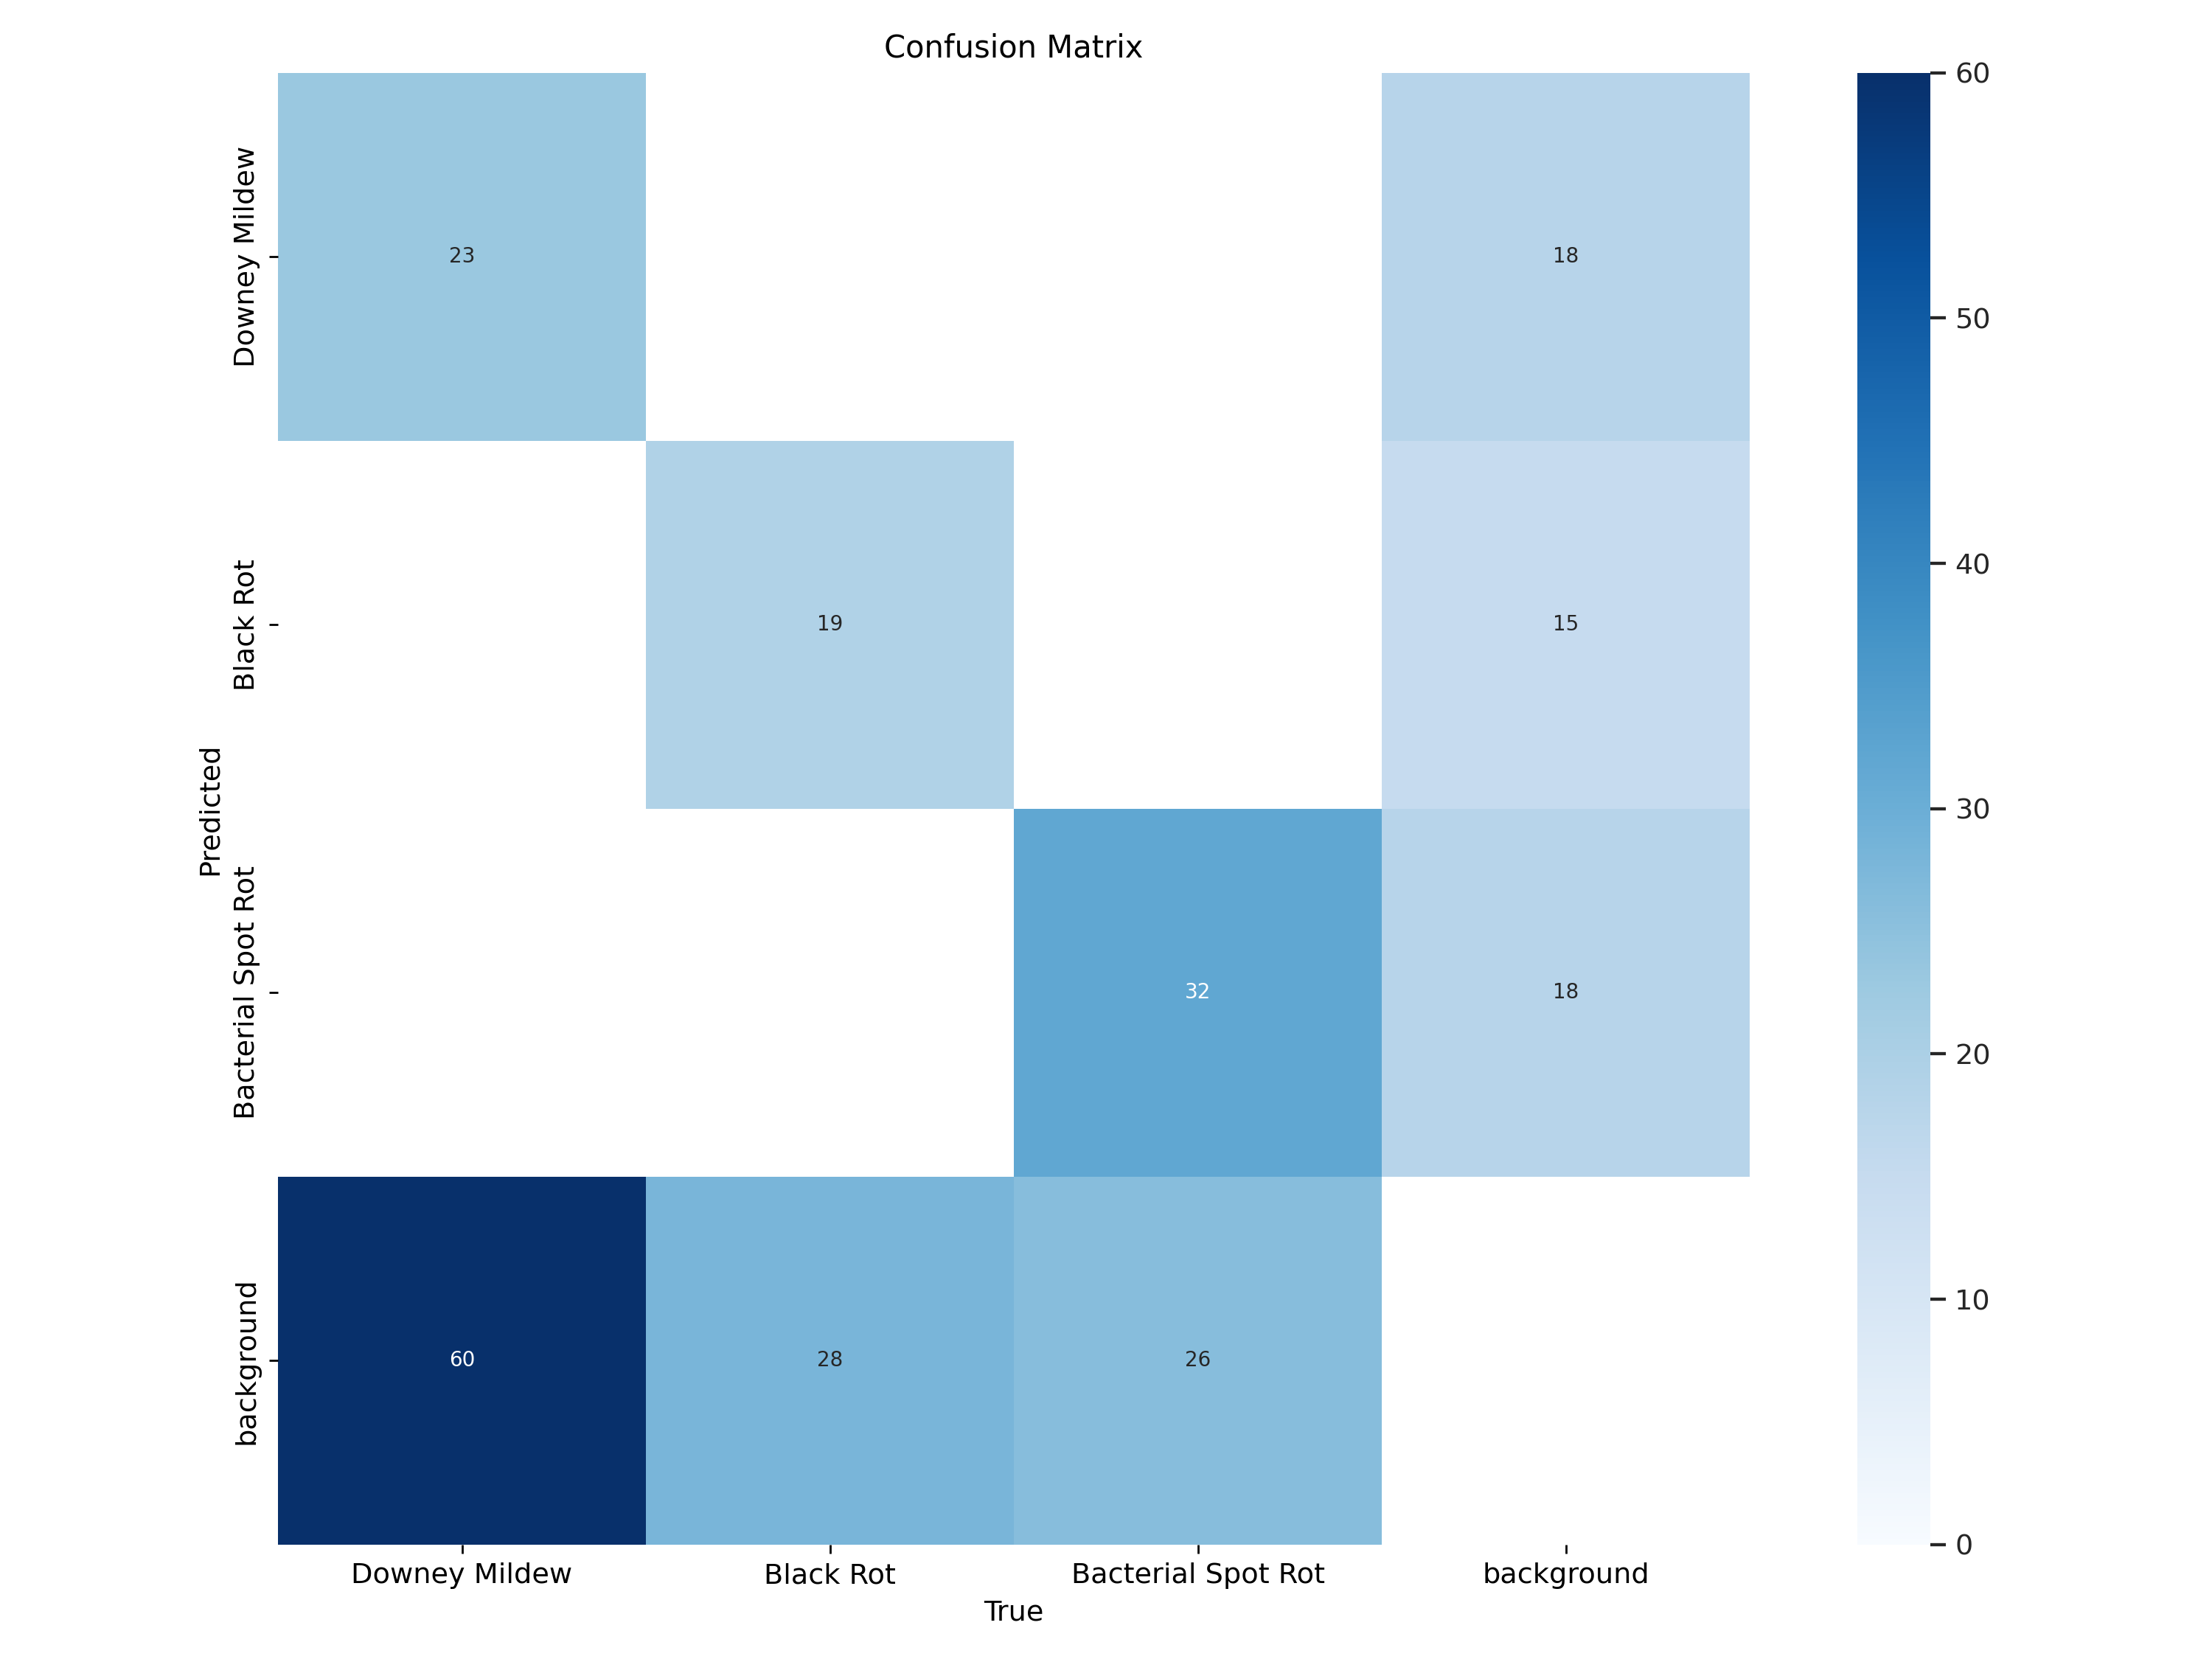 Confusion Matrix
Downey Mildew
Black Rot
Bacterial Spot Rot
background
Predicted
23
18
19
15
32
18
60
28
26
Downey Mildew
Black Rot
Bacterial Spot Rot
background
True
60
50
40
30
20
10
0